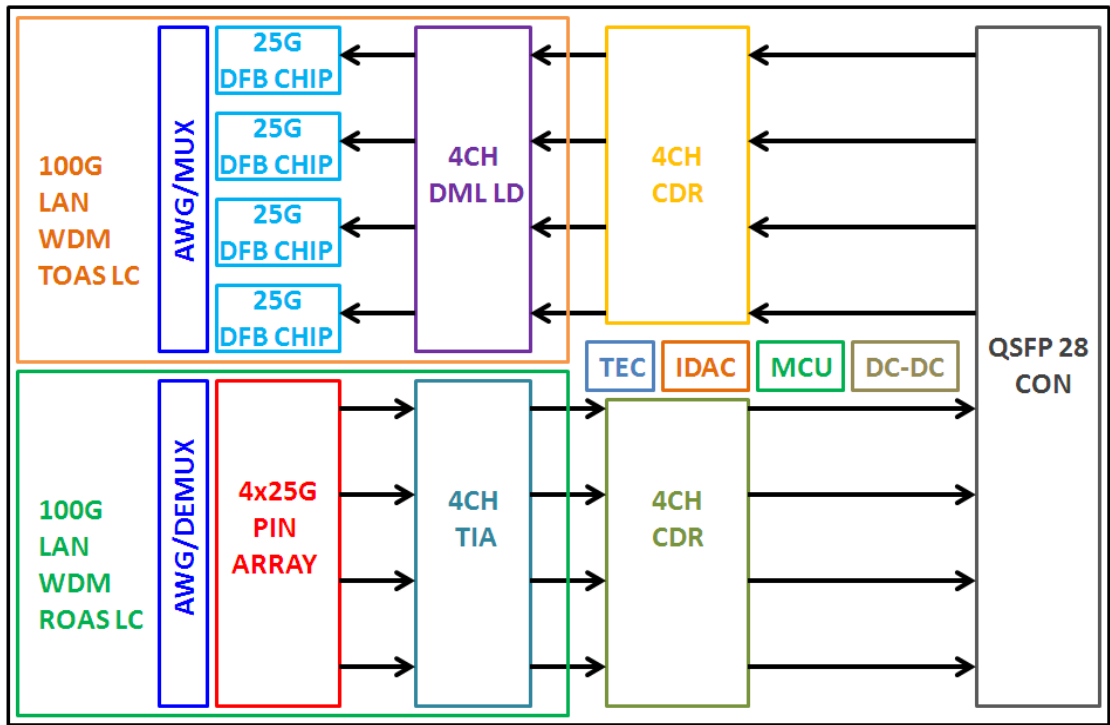 100G
LAN
WDM
TOAS LC
AWG/MUX
25G
DFB CHIP
25G
DFB CHIP
25G
DFB CHIP
25G
DFB CHIP
4CH
DML LD
4CH
CDR
QSFP 28
CON
TEC
IDAC
MCU
DC-DC
100G
LAN
WDM
ROAS LC
AWG/DEMUX
4x25G
PIN
ARRAY
4CH
TIA
4CH
CDR